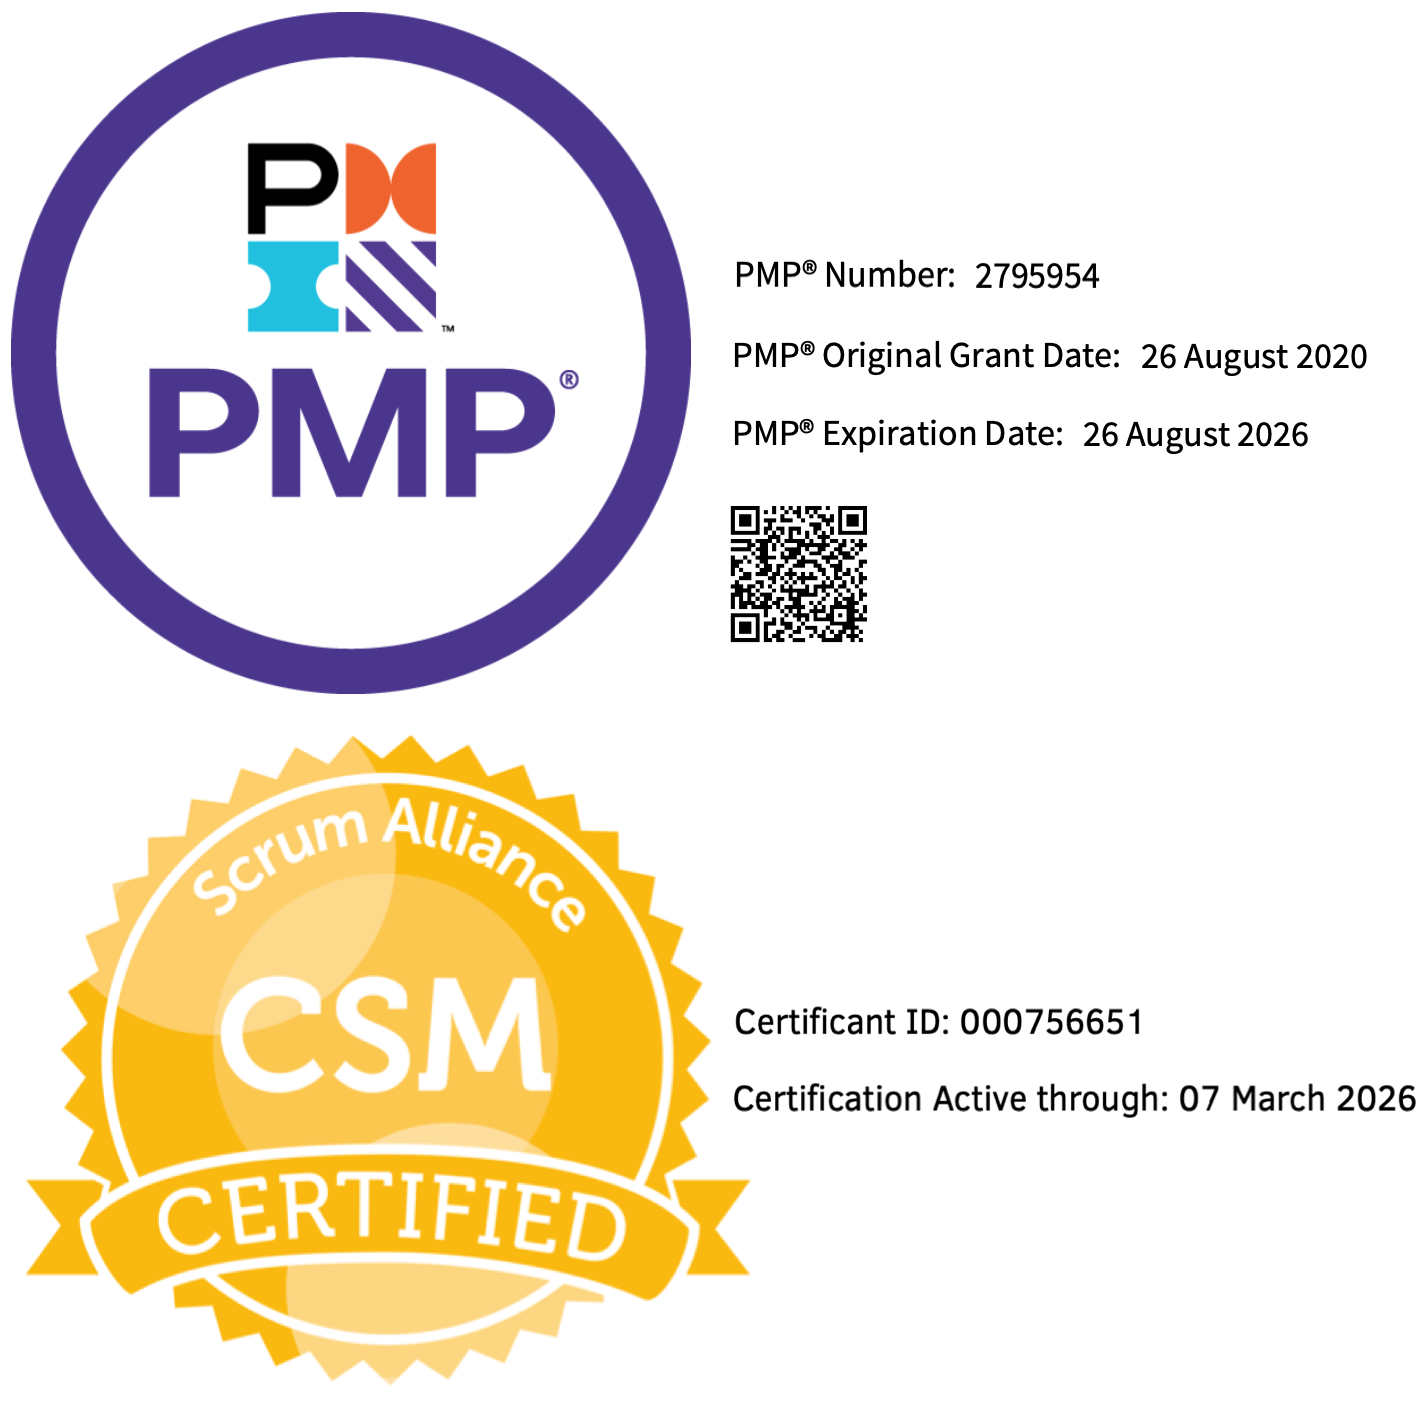 PM
I
™
PMP®
PMP® Number: 2795954
PMP® Original Grant Date: 26 August 2020
PMP® Expiration Date: 26 August 2026
Scrum Alliance
CSM
CERTIFIED
Certificant ID: 000756651
Certification Active through: 07 March 2026